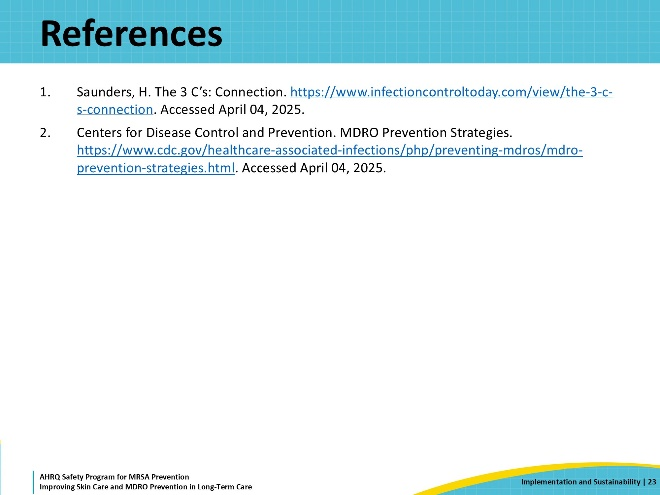 References
1. Saunders, H. The 3 C's: Connection. https://www.infectioncontroltoday.com/view/the-3-c-
s-connection. Accessed April 04, 2025.
2. Centers for Disease Control and Prevention. MDRO Prevention Strategies.
https://www.cdc.gov/healthcare-associated-infections/php/preventing-mdros/mdro-
prevention-strategies.html. Accessed April 04, 2025.
AHRQ Safety Program for MRSA Prevention
Improving Skin Care and MDRO Prevention in Long-Term Care
Implementation and Sustainability | 23